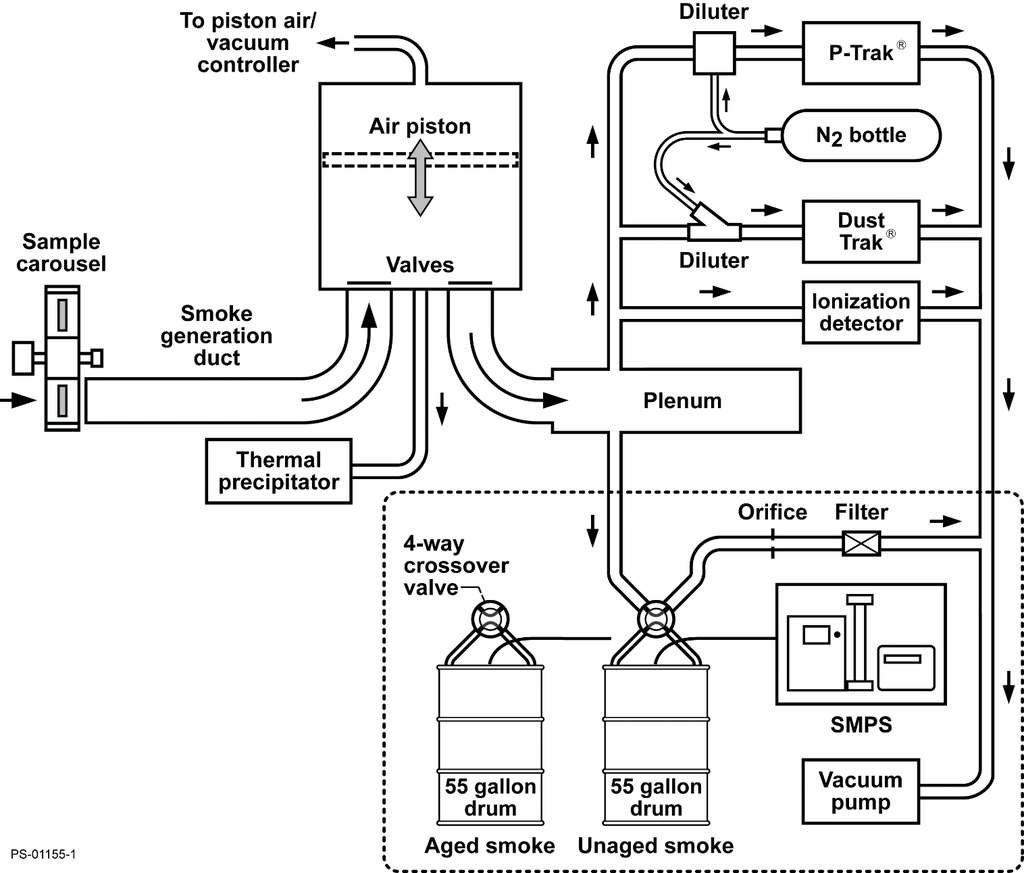 To piston air/
vacuum
controller
Diluter
P-Trak®
Air piston
N2 bottle
Dust
Trak®
Diluter
Sample
carousel
Valves
Smoke
generation
duct
Ionization
detector
Plenum
Thermal
precipitator
Orifice
Filter
4-way
crossover
valve
SMPS
55 gallon
drum
55 gallon
drum
Vacuum
pump
Aged smoke
Unaged smoke
PS-01155-1